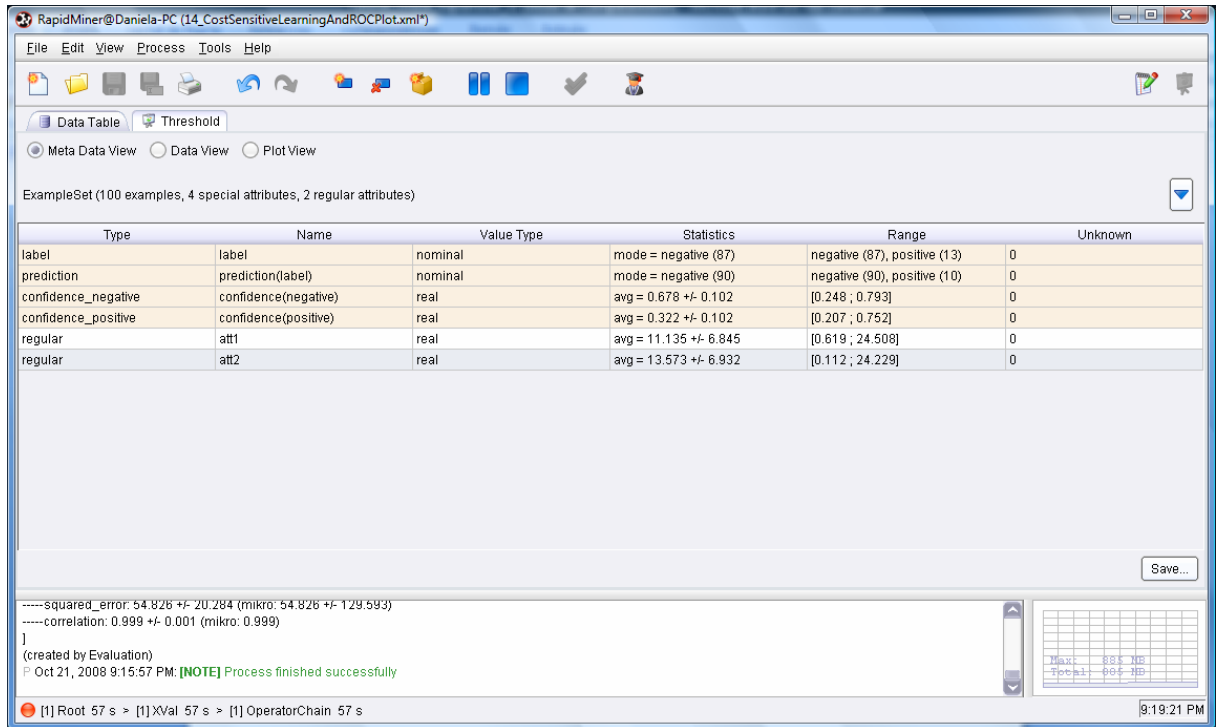 RapidMiner@Daniela-PC (14_CostSensitiveLearningAndROCPlot.xml*)
File Edit View Process Tools Help
Data Table Threshold
Meta Data View Data View Plot View
ExampleSet (100 examples, 4 special attributes, 2 regular attributes)
Type Name Value Type Statistics Range Unknown
label label nominal mode = negative (87) negative (87), positive (13) 0
prediction prediction(label) nominal mode = negative (90) negative (90), positive (10) 0
confidence_negative confidence(negative) real avg = 0.678 +/- 0.102 [0.248 ; 0.793] 0
confidence_positive confidence(positive) real avg = 0.322 +/- 0.102 [0.207 ; 0.752] 0
regular att1 real avg = 11.135 +/- 6.845 [0.619 ; 24.508] 0
regular att2 real avg = 13.573 +/- 6.932 [0.112 ; 24.229] 0
Save...
-----squared_error: 54.826 +/- 20.284 (mikro: 54.826 +/- 129.593)
-----correlation: 0.999 +/- 0.001 (mikro: 0.999)
]
(created by Evaluation)
P Oct 21, 2008 9:15:57 PM: [NOTE] Process finished successfully
Max: 885 MB
Total: 885 MB
[1] Root 57 s > [1] XVal 57 s > [1] OperatorChain 57 s
9:19:21 PM